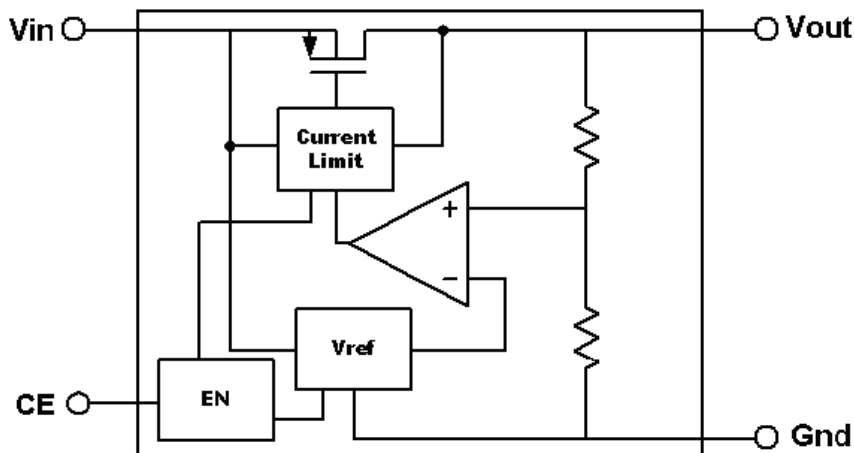 Vin
Vout
Current
Limit
+
−
Vref
CE
EN
Gnd